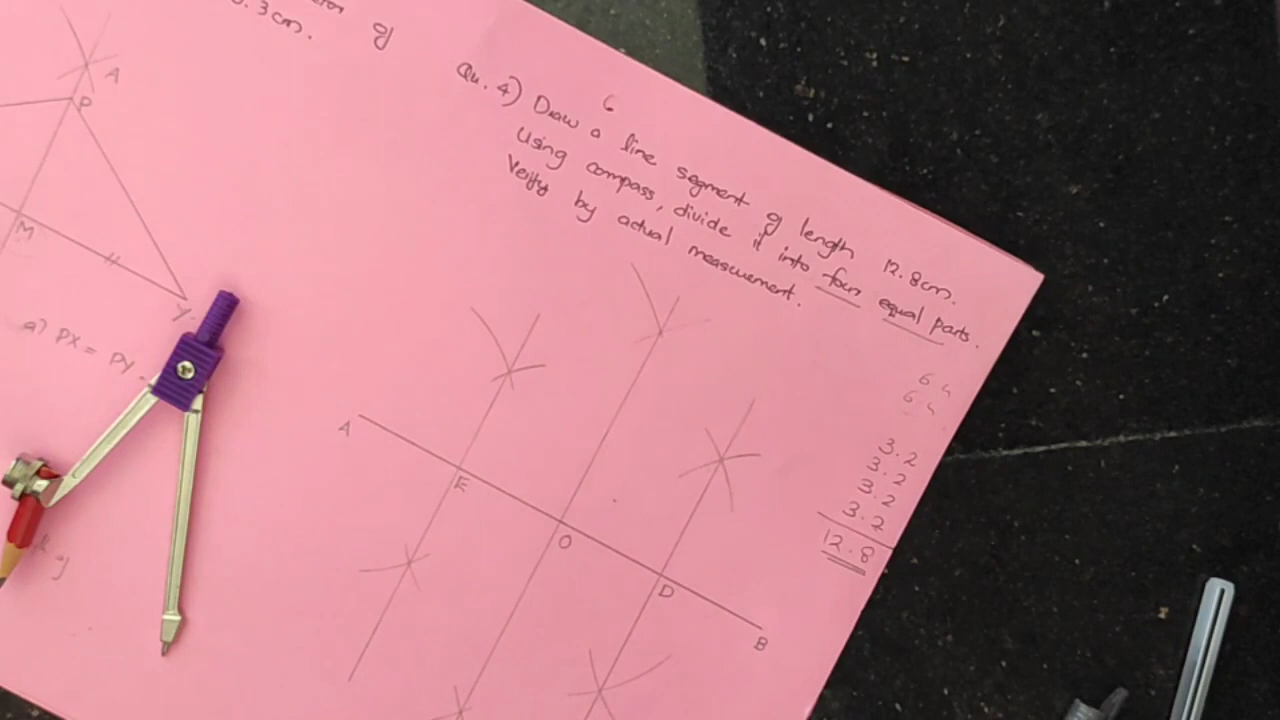 of
.3cm.
6
Qu. 4) Draw a line segment of length 12.8cm.
Using compass, divide it into four equal parts.
Verify by actual measurement.
A
P
M
Y
a) PX = PY
A
E
O
D
B
6.4
6.4
3.2
3.2
3.2
3.2
12.8